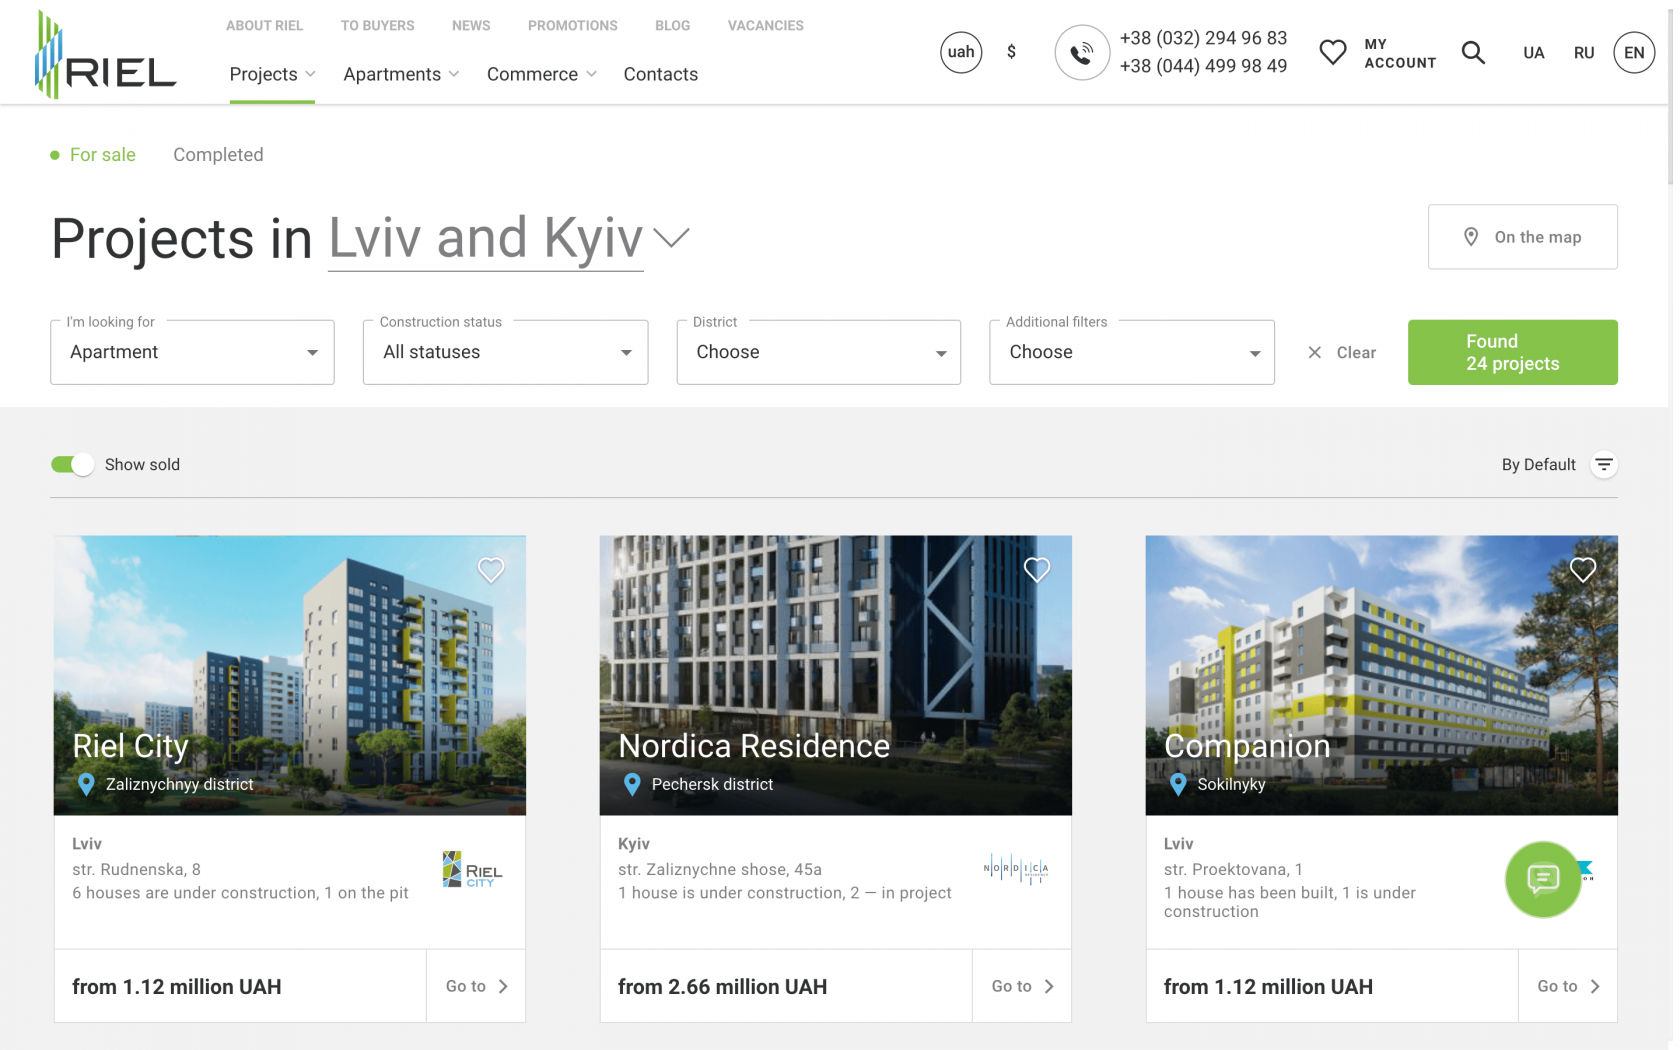 RIEL
ABOUT RIEL
TO BUYERS
NEWS
PROMOTIONS
BLOG
VACANCIES
Projects
Apartments
Commerce
Contacts
uah
$
+38 (032) 294 96 83
+38 (044) 499 98 49
MY
ACCOUNT
UA
RU
EN
For sale
Completed
Projects in Lviv and Kyiv
On the map
I'm looking for
Apartment
Construction status
All statuses
District
Choose
Additional filters
Choose
Clear
Found
24 projects
Show sold
By Default
Riel City
Zaliznychnyy district
Lviv
str. Rudnenska, 8
6 houses are under construction, 1 on the pit
RIEL
CITY
from 1.12 million UAH
Go to
Nordica Residence
Pechersk district
Kyiv
str. Zaliznychne shose, 45a
1 house is under construction, 2 — in project
NORDICA
RESIDENCE
from 2.66 million UAH
Go to
Companion
Sokilnyky
Lviv
str. Proektovana, 1
1 house has been built, 1 is under
construction
from 1.12 million UAH
Go to